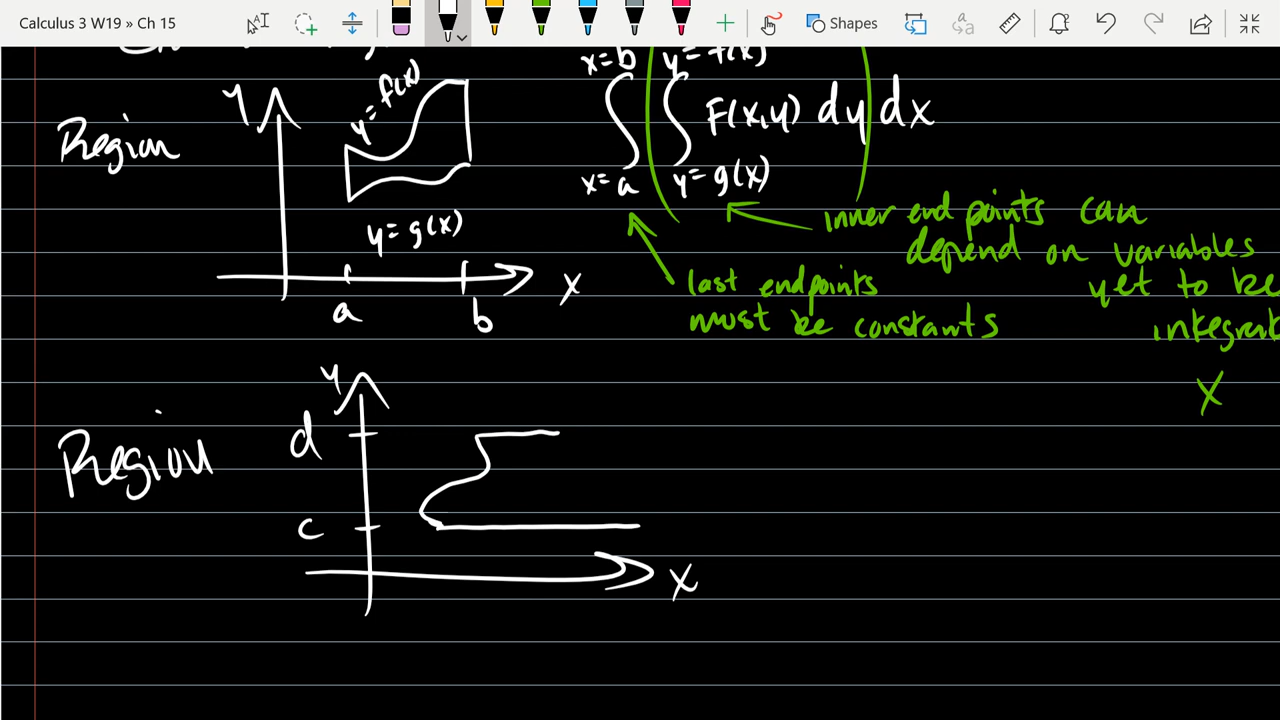 Calculus 3 W19 » Ch 15
Shapes
Region
y
y=f(x)
y=g(x)
a
b
x
x=b
y=f(x)
∫ ( ∫ F(x,y) dy ) dx
x=a
y=g(x)
inner end points can
depend on variables
yet to be
last endpoints
must be constants
x
Region
y
d
c
x